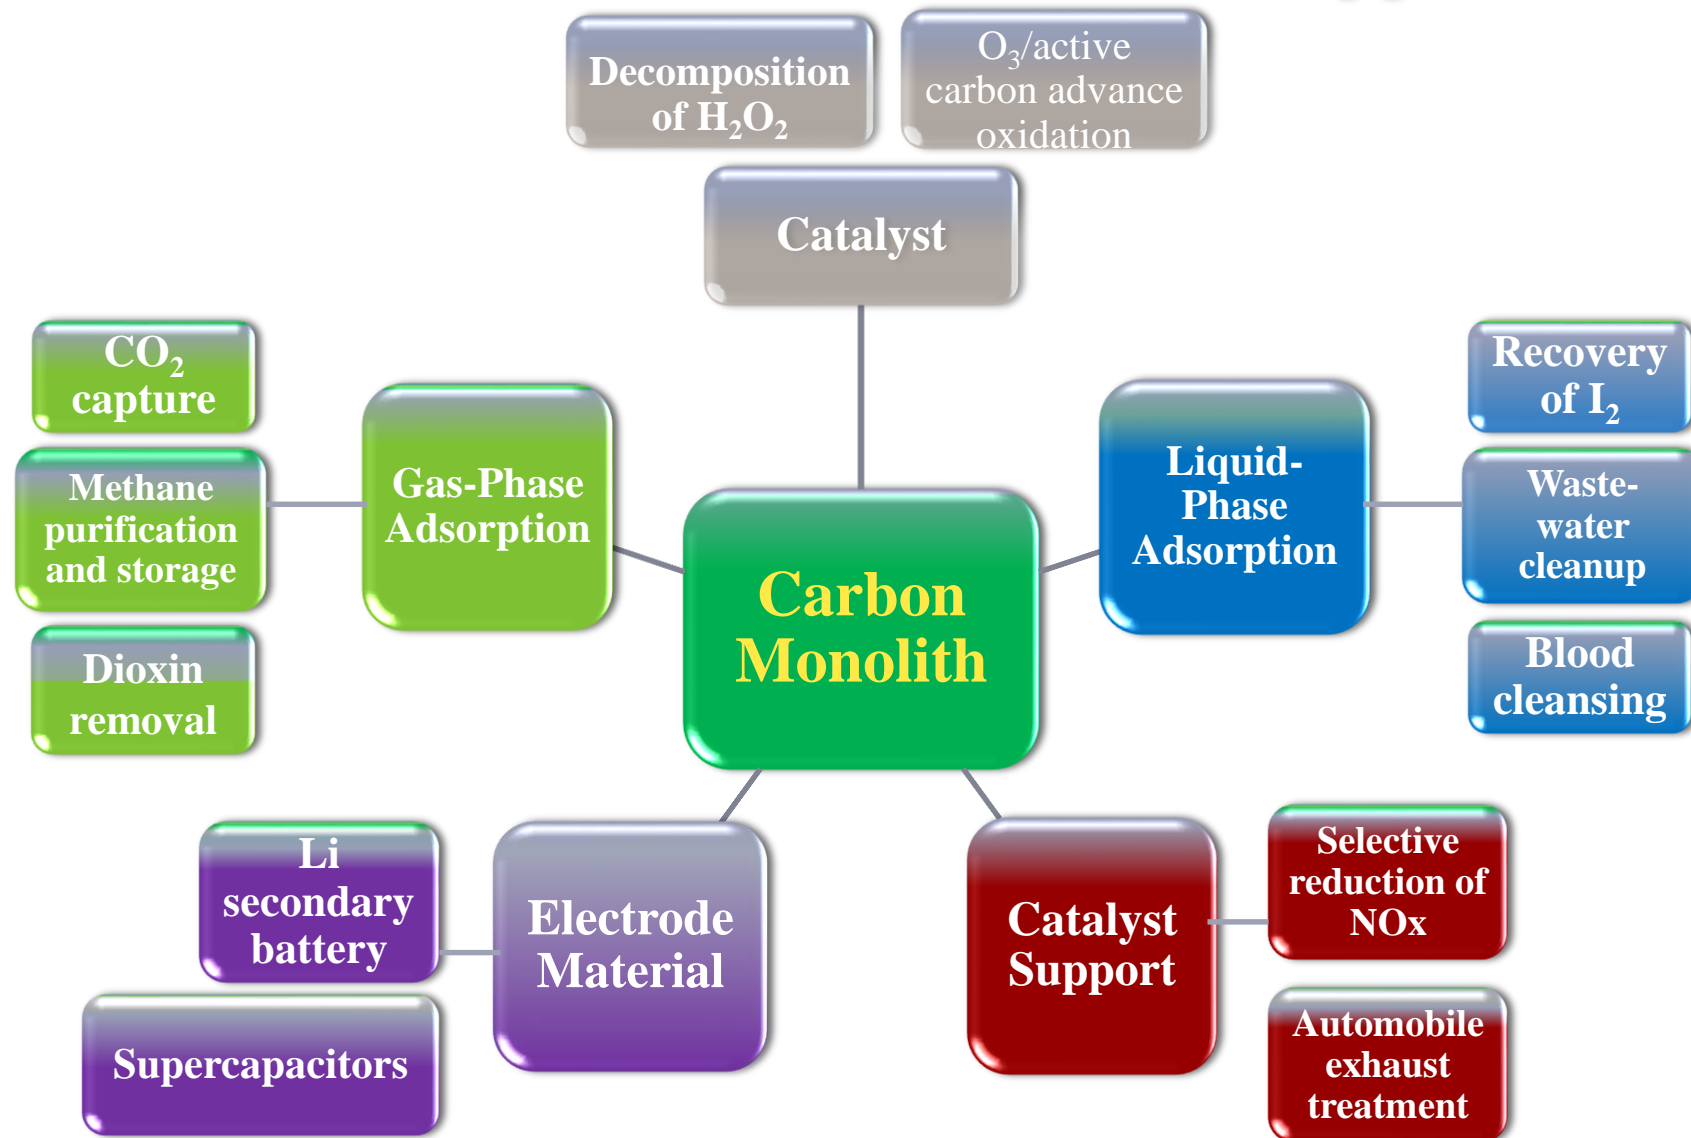 Decomposition
of H₂O₂
O₃/active
carbon advance
oxidation
Catalyst
CO₂
capture
Methane
purification
and storage
Dioxin
removal
Gas-Phase
Adsorption
Carbon
Monolith
Liquid-
Phase
Adsorption
Recovery
of I₂
Waste-
water
cleanup
Blood
cleansing
Li
secondary
battery
Supercapacitors
Electrode
Material
Catalyst
Support
Selective
reduction of
NOx
Automobile
exhaust
treatment